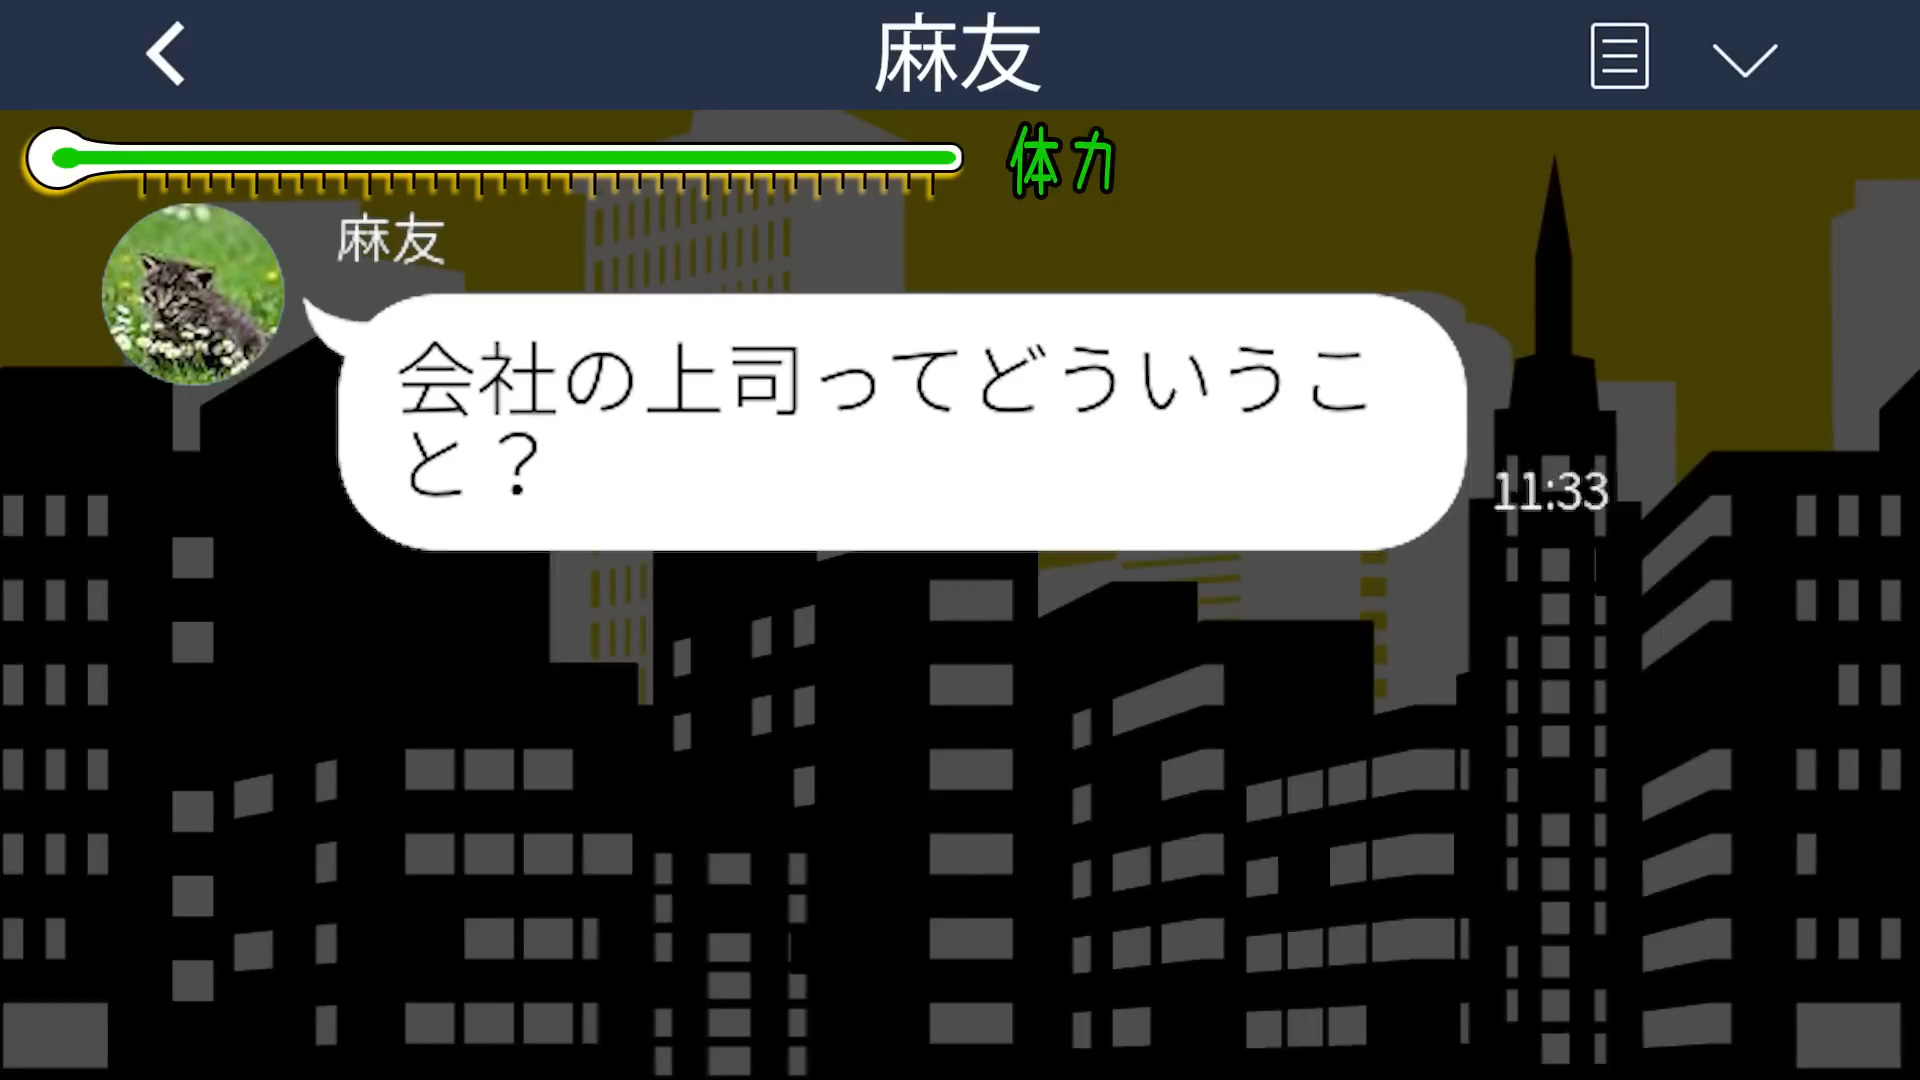 麻友
体力
麻友
会社の上司ってどういうこ
と？
11:33